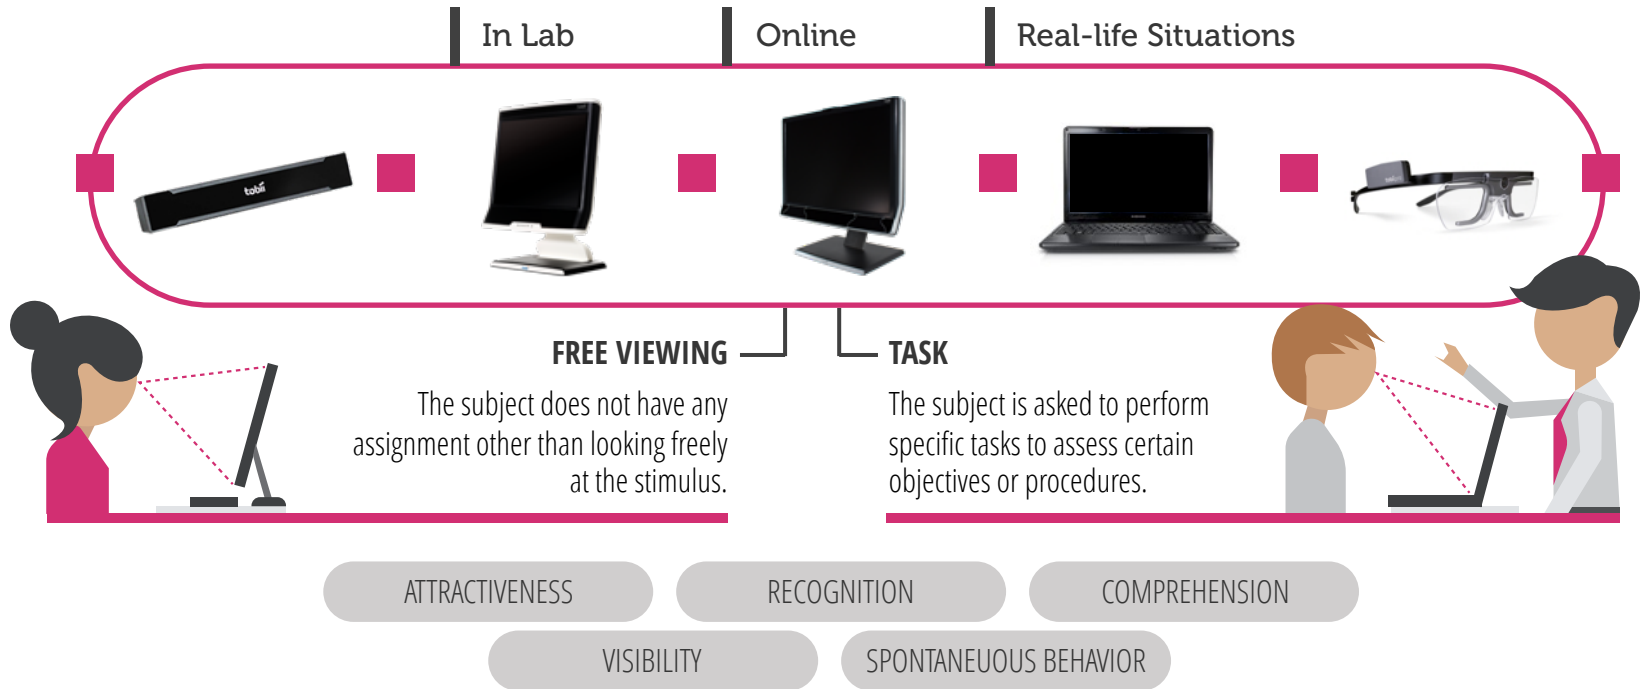 In Lab
Online
Real-life Situations
tobii
FREE VIEWING
The subject does not have any
assignment other than looking freely
at the stimulus.
TASK
The subject is asked to perform
specific tasks to assess certain
objectives or procedures.
ATTRACTIVENESS
RECOGNITION
COMPREHENSION
VISIBILITY
SPONTANEUOUS BEHAVIOR